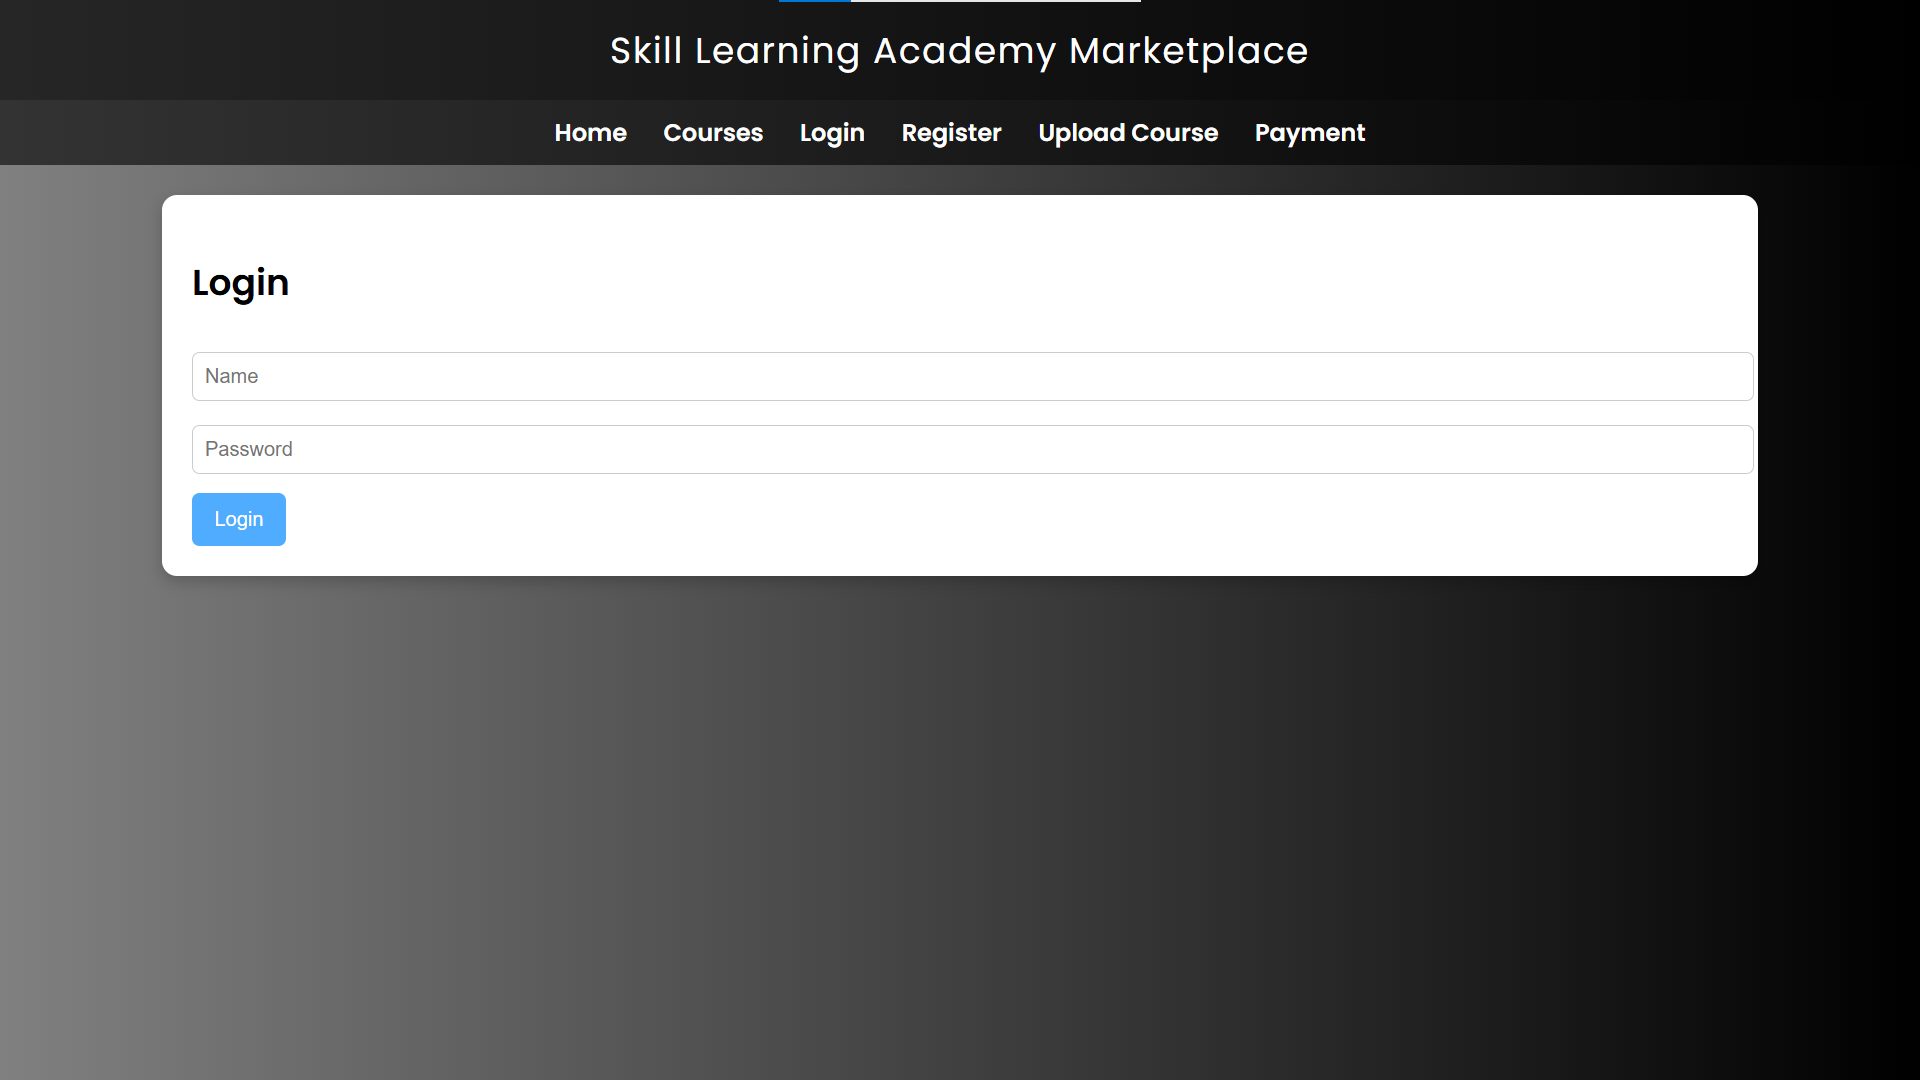 Skill Learning Academy Marketplace
Home Courses Login Register Upload Course Payment
Login
Name
Password
Login